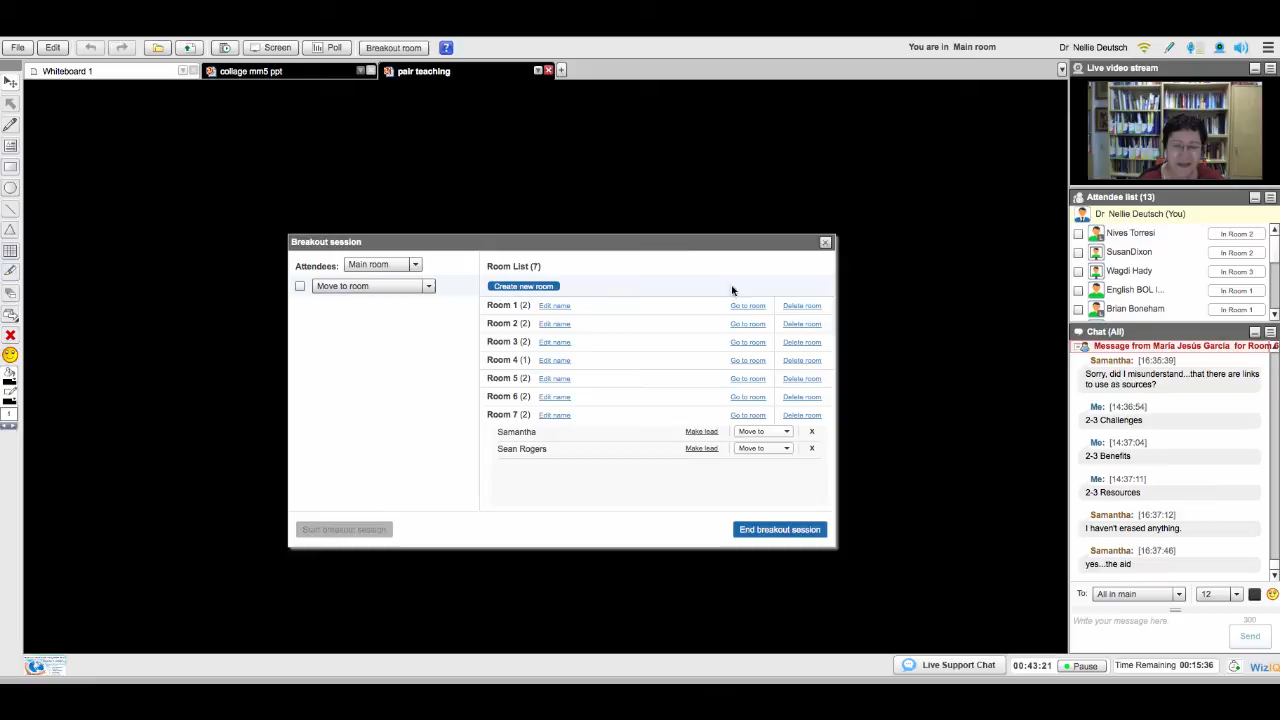 File
Edit
Screen
Poll
Breakout room
?
You are in Main room
Dr Nellie Deutsch
Whiteboard 1
collage mm5 ppt
pair teaching
Live video stream
Attendee list (13)
Dr Nellie Deutsch (You)
Nives Torresi In Room 2
SusanDixon In Room 2
Wagdi Hady In Room 3
English BOL I... In Room 1
Brian Boneham In Room 1
Breakout session
Attendees: Main room
Move to room
Room List (7)
Create new room
Room 1 (2) Edit name Go to room Delete room
Room 2 (2) Edit name Go to room Delete room
Room 3 (2) Edit name Go to room Delete room
Room 4 (1) Edit name Go to room Delete room
Room 5 (2) Edit name Go to room Delete room
Room 6 (2) Edit name Go to room Delete room
Room 7 (2) Edit name Go to room Delete room
Samantha Make lead Move to X
Sean Rogers Make lead Move to X
Start breakout session
End breakout session
Chat (All)
Message from Maria Jesús García for Room 6
Samantha: [16:35:39]
Sorry, did I misunderstand...that there are links
to use as sources?
Me: [14:36:54]
2-3 Challenges
Me: [14:37:04]
2-3 Benefits
Me: [14:37:11]
2-3 Resources
Samantha: [16:37:12]
I haven't erased anything.
Samantha: [16:37:46]
yes...the aid
To: All in main 12
Write your message here.
300
Send
1
Live Support Chat
00:43:21
Pause
Time Remaining 00:15:36
WizIQ